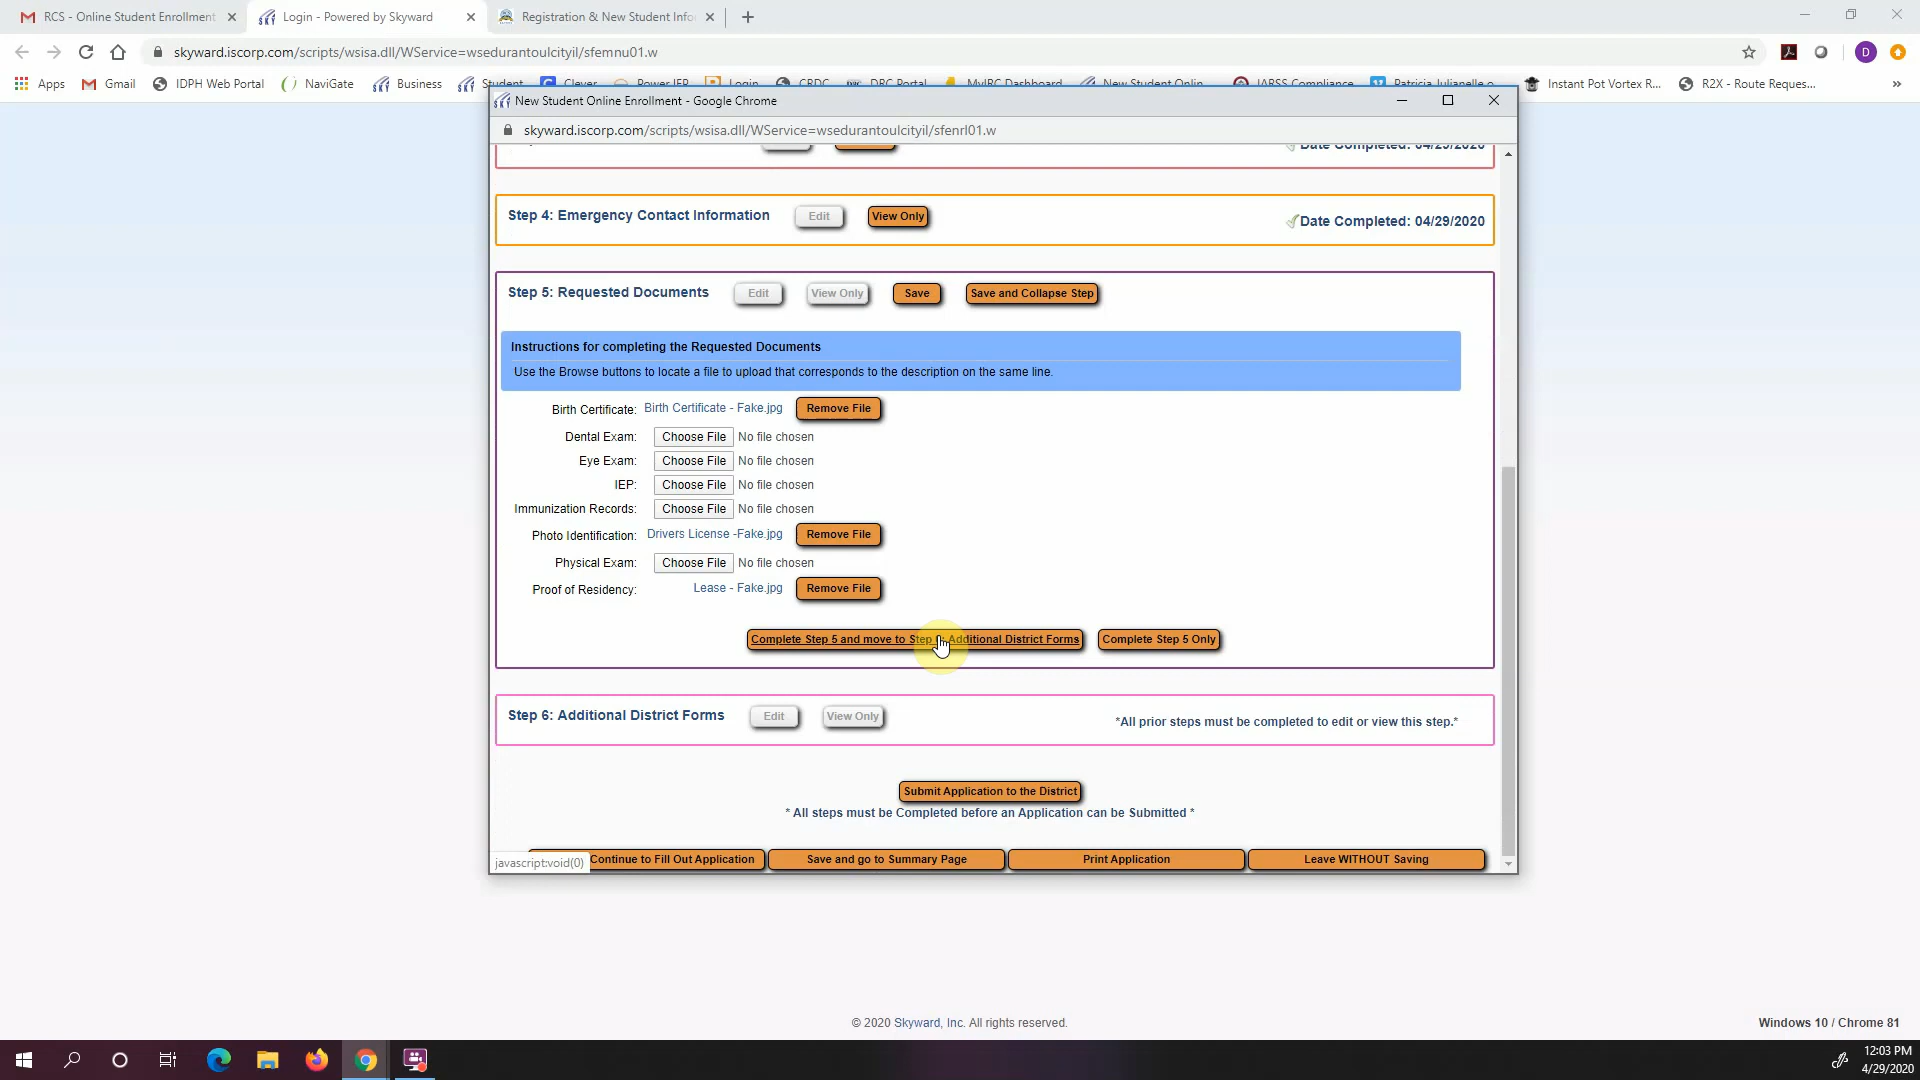 RCS - Online Student Enrollment
Login - Powered by Skyward
Registration & New Student Info
skyward.iscorp.com/scripts/wsisa.dll/WService=wsedurantoulcityil/sfemnu01.w
D
Apps
Gmail
IDPH Web Portal
NaviGate
Business
Student
Clever
Power IEP
Login
CRDC
DRC Portal
MyIRC Dashboard
New Student Onlin
IARSS Compliance
Patricia Julianelle o
Instant Pot Vortex R...
R2X - Route Reques...
»
New Student Online Enrollment - Google Chrome
skyward.iscorp.com/scripts/wsisa.dll/WService=wsedurantoulcityil/sfenrl01.w
Date Completed: 04/29/2020
Step 4: Emergency Contact Information
Edit
View Only
Date Completed: 04/29/2020
Step 5: Requested Documents
Edit
View Only
Save
Save and Collapse Step
Instructions for completing the Requested Documents
Use the Browse buttons to locate a file to upload that corresponds to the description on the same line.
Birth Certificate: Birth Certificate - Fake.jpg Remove File
Dental Exam: Choose File No file chosen
Eye Exam: Choose File No file chosen
IEP: Choose File No file chosen
Immunization Records: Choose File No file chosen
Photo Identification: Drivers License -Fake.jpg Remove File
Physical Exam: Choose File No file chosen
Proof of Residency: Lease - Fake.jpg Remove File
Complete Step 5 and move to Step Additional District Forms
Complete Step 5 Only
Step 6: Additional District Forms
Edit
View Only
*All prior steps must be completed to edit or view this step.*
Submit Application to the District
* All steps must be Completed before an Application can be Submitted *
javascript:void(0)
Continue to Fill Out Application
Save and go to Summary Page
Print Application
Leave WITHOUT Saving
© 2020 Skyward, Inc. All rights reserved.
Windows 10 / Chrome 81
12:03 PM
4/29/2020